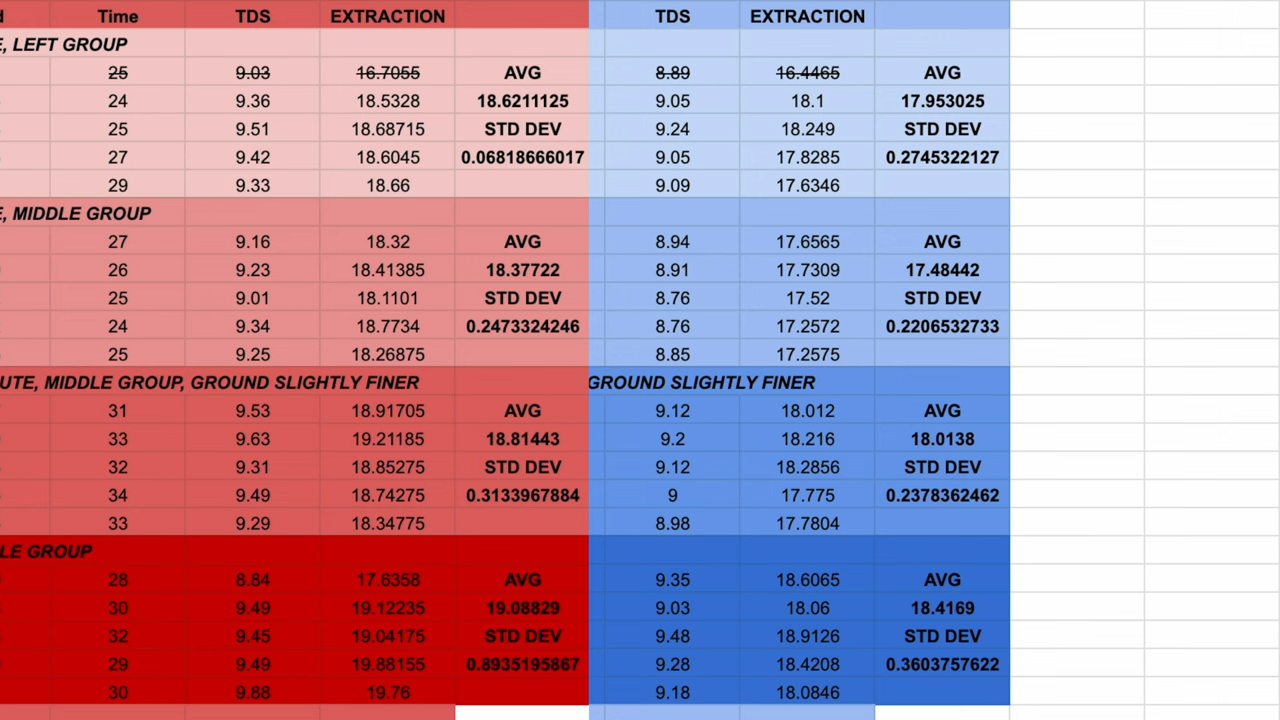 Time TDS EXTRACTION TDS EXTRACTION
, LEFT GROUP
25 9.03 16.7055 AVG 8.89 16.4465 AVG
24 9.36 18.5328 18.6211125 9.05 18.1 17.953025
25 9.51 18.68715 STD DEV 9.24 18.249 STD DEV
27 9.42 18.6045 0.06818666017 9.05 17.8285 0.2745322127
29 9.33 18.66 9.09 17.6346
, MIDDLE GROUP
27 9.16 18.32 AVG 8.94 17.6565 AVG
26 9.23 18.41385 18.37722 8.91 17.7309 17.48442
25 9.01 18.1101 STD DEV 8.76 17.52 STD DEV
24 9.34 18.7734 0.2473324246 8.76 17.2572 0.2206532733
25 9.25 18.26875 8.85 17.2575
UTE, MIDDLE GROUP, GROUND SLIGHTLY FINER GROUND SLIGHTLY FINER
31 9.53 18.91705 AVG 9.12 18.012 AVG
33 9.63 19.21185 18.81443 9.2 18.216 18.0138
32 9.31 18.85275 STD DEV 9.12 18.2856 STD DEV
34 9.49 18.74275 0.3133967884 9 17.775 0.2378362462
33 9.29 18.34775 8.98 17.7804
LE GROUP
28 8.84 17.6358 AVG 9.35 18.6065 AVG
30 9.49 19.12235 19.08829 9.03 18.06 18.4169
32 9.45 19.04175 STD DEV 9.48 18.9126 STD DEV
29 9.49 19.88155 0.8935195867 9.28 18.4208 0.3603757622
30 9.88 19.76 9.18 18.0846